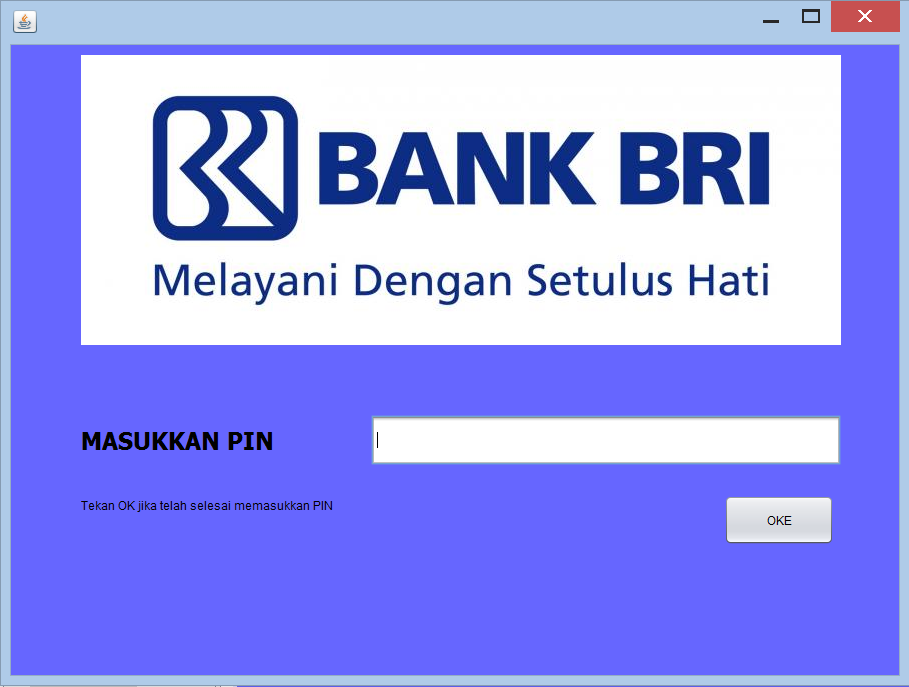 BANK BRI
Melayani Dengan Setulus Hati
MASUKKAN PIN
Tekan OK jika telah selesai memasukkan PIN
OKE